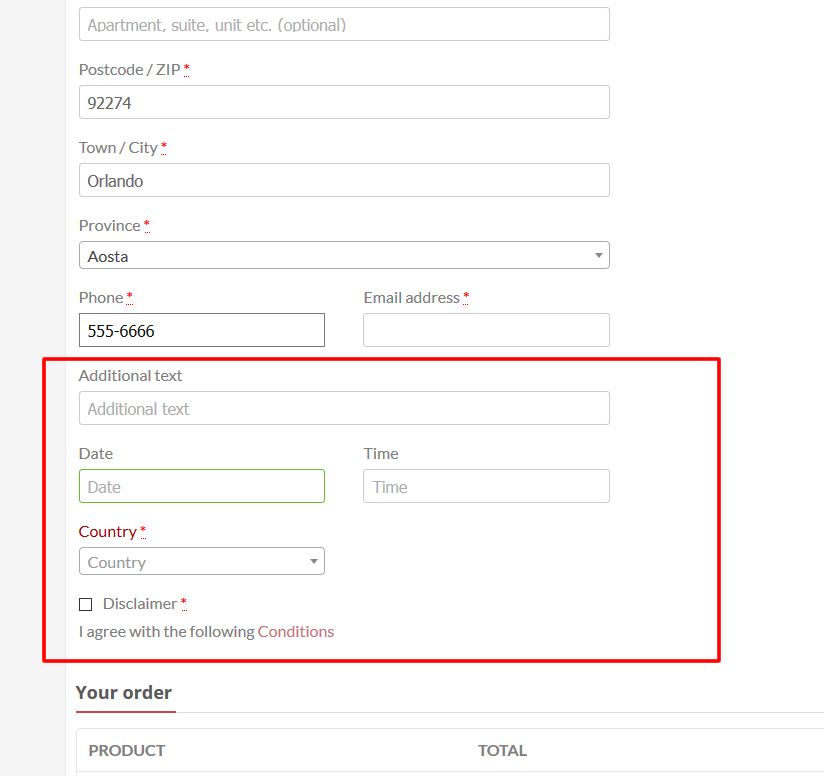 Apartment, suite, unit etc. (optional)
Postcode / ZIP *
92274
Town / City *
Orlando
Province *
Aosta
Phone * Email address *
555-6666
Additional text
Additional text
Date Time
Date Time
Country *
Country
Disclaimer *
I agree with the following Conditions
Your order
PRODUCT TOTAL